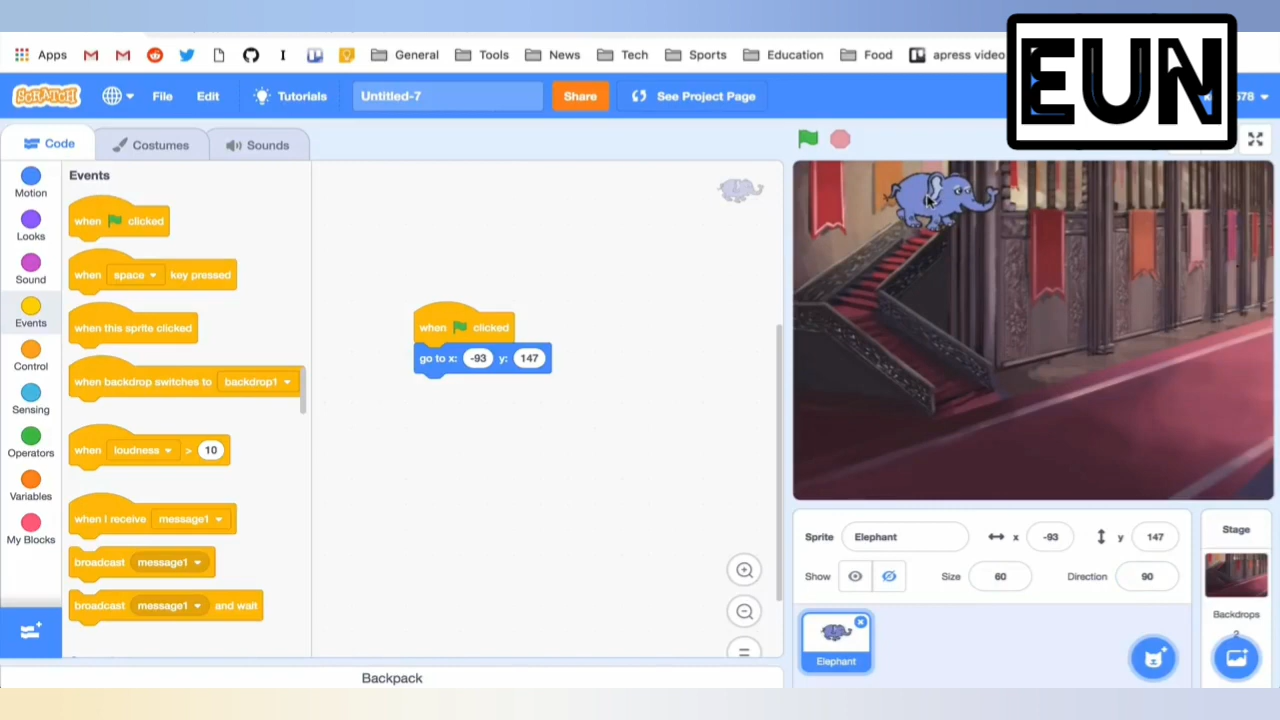 EUN
Apps General Tools News Tech Sports Education Food apress video
SCRATCH File Edit Tutorials Untitled-7 Share See Project Page 578
Code Costumes Sounds
Motion
Looks
Sound
Events
Control
Sensing
Operators
Variables
My Blocks
Events
when clicked
when space key pressed
when this sprite clicked
when backdrop switches to backdrop1
when loudness > 10
when I receive message1
broadcast message1
broadcast message1 and wait
when clicked
go to x: -93 y: 147
Backpack
Sprite Elephant x -93 y 147
Show Size 60 Direction 90
Elephant
Stage
Backdrops
2